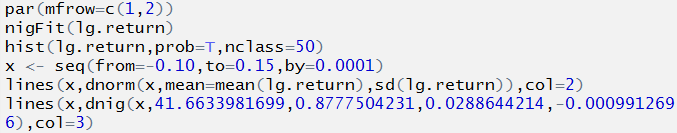 par(mfrow=c(1,2))
nigFit(lg.return)
hist(lg.return,prob=T,nclass=50)
x <- seq(from=-0.10,to=0.15,by=0.0001)
lines(x,dnorm(x,mean=mean(lg.return),sd(lg.return)),col=2)
lines(x,dnig(x,41.6633981699,0.8777504231,0.0288644214,-0.000991269
6),col=3)